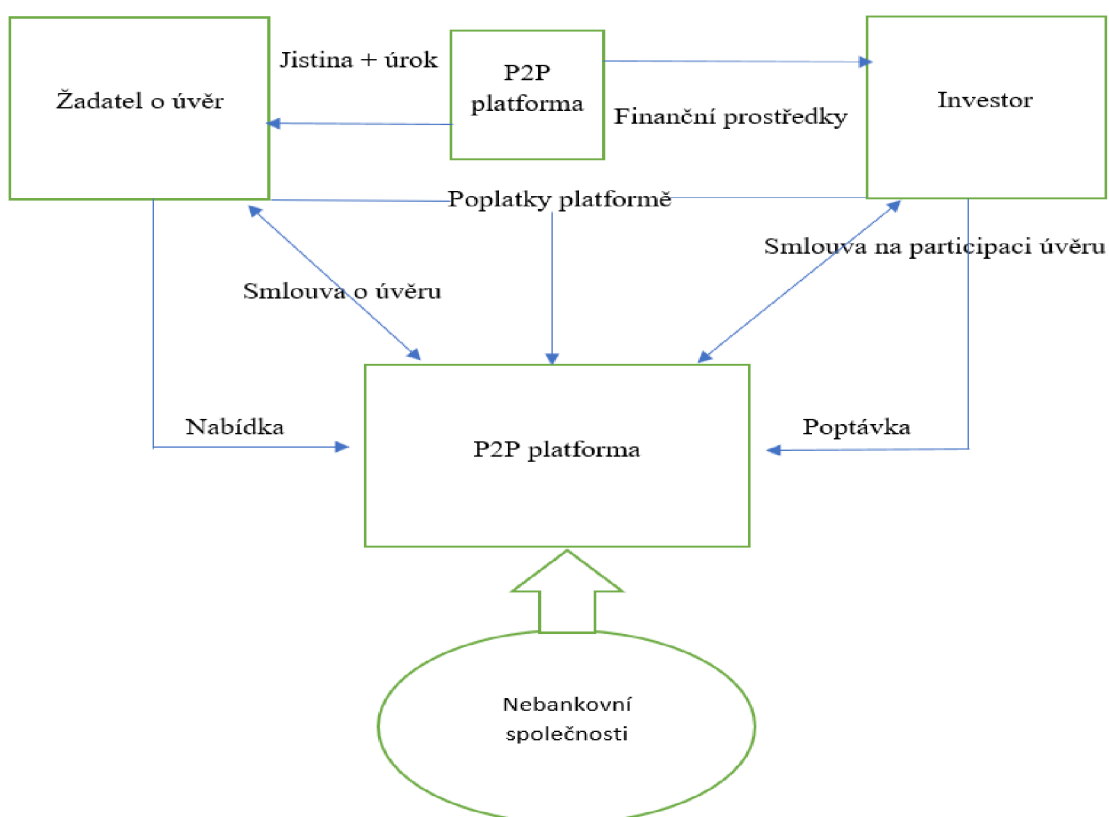 Jistina + úrok
P2P
platforma
Žadatel o úvěr
Investor
Finanční prostředky
Poplatky platformě
Smlouva na participaci úvěru
Smlouva o úvěru
Nabídka
Poptávka
P2P platforma
Nebankovní
společnosti